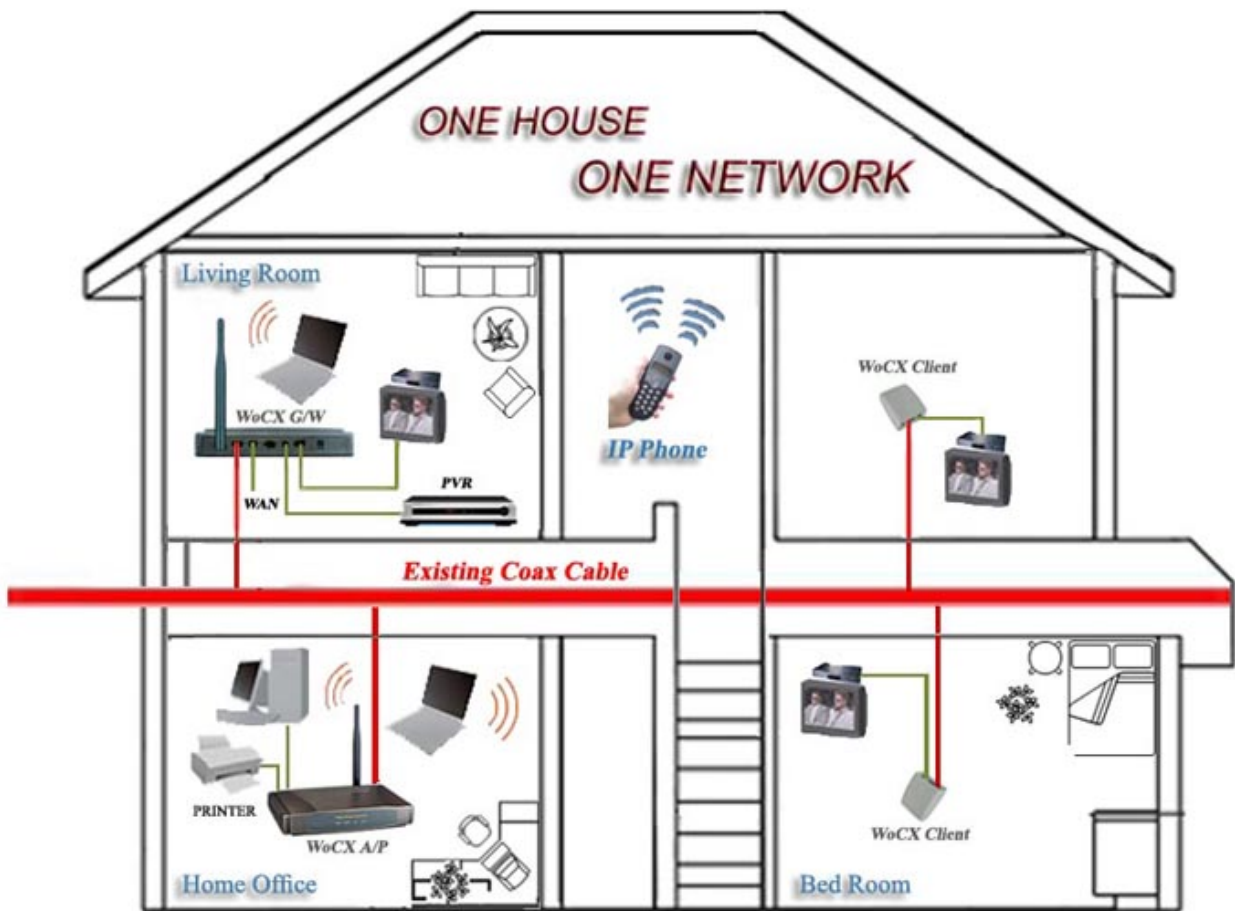 ONE HOUSE
ONE NETWORK
Living Room
WoCX G/W
WAN
PVR
IP Phone
WoCX Client
Existing Coax Cable
PRINTER
WoCX A/P
Home Office
WoCX Client
Bed Room